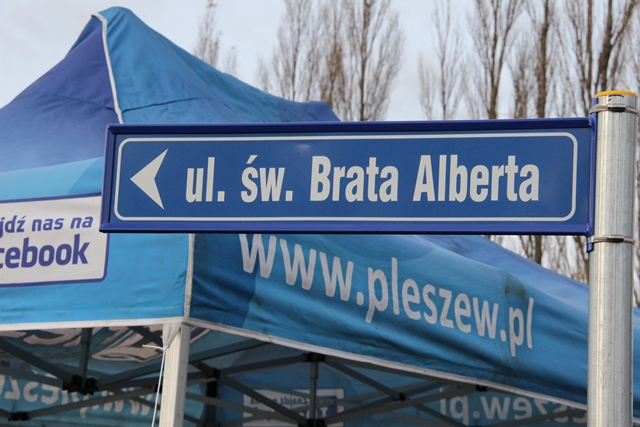 ul. św. Brata Alberta
jdź nas na
cebook
www.pleszew.pl